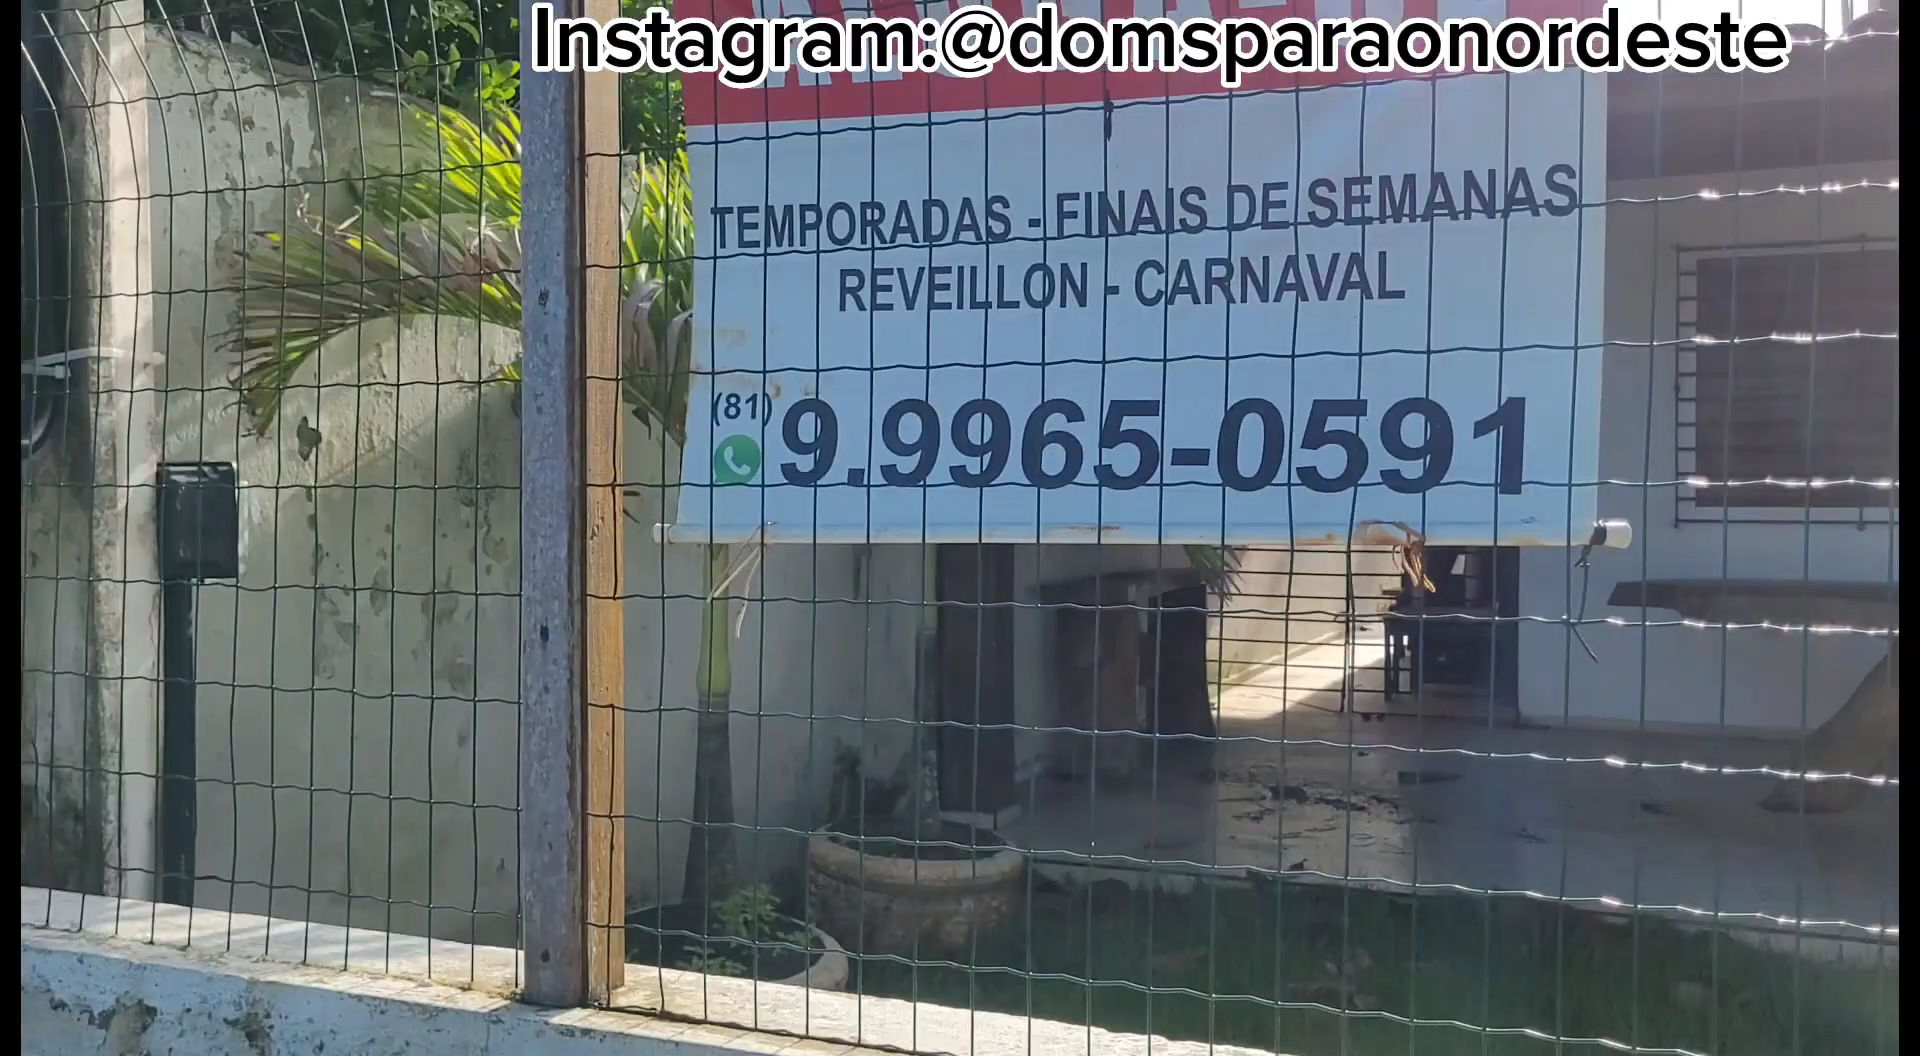 Instagram:@domsparaonordeste
TEMPORADAS - FINAIS DE SEMANAS
REVEILLON - CARNAVAL
(81) 9.9965-0591